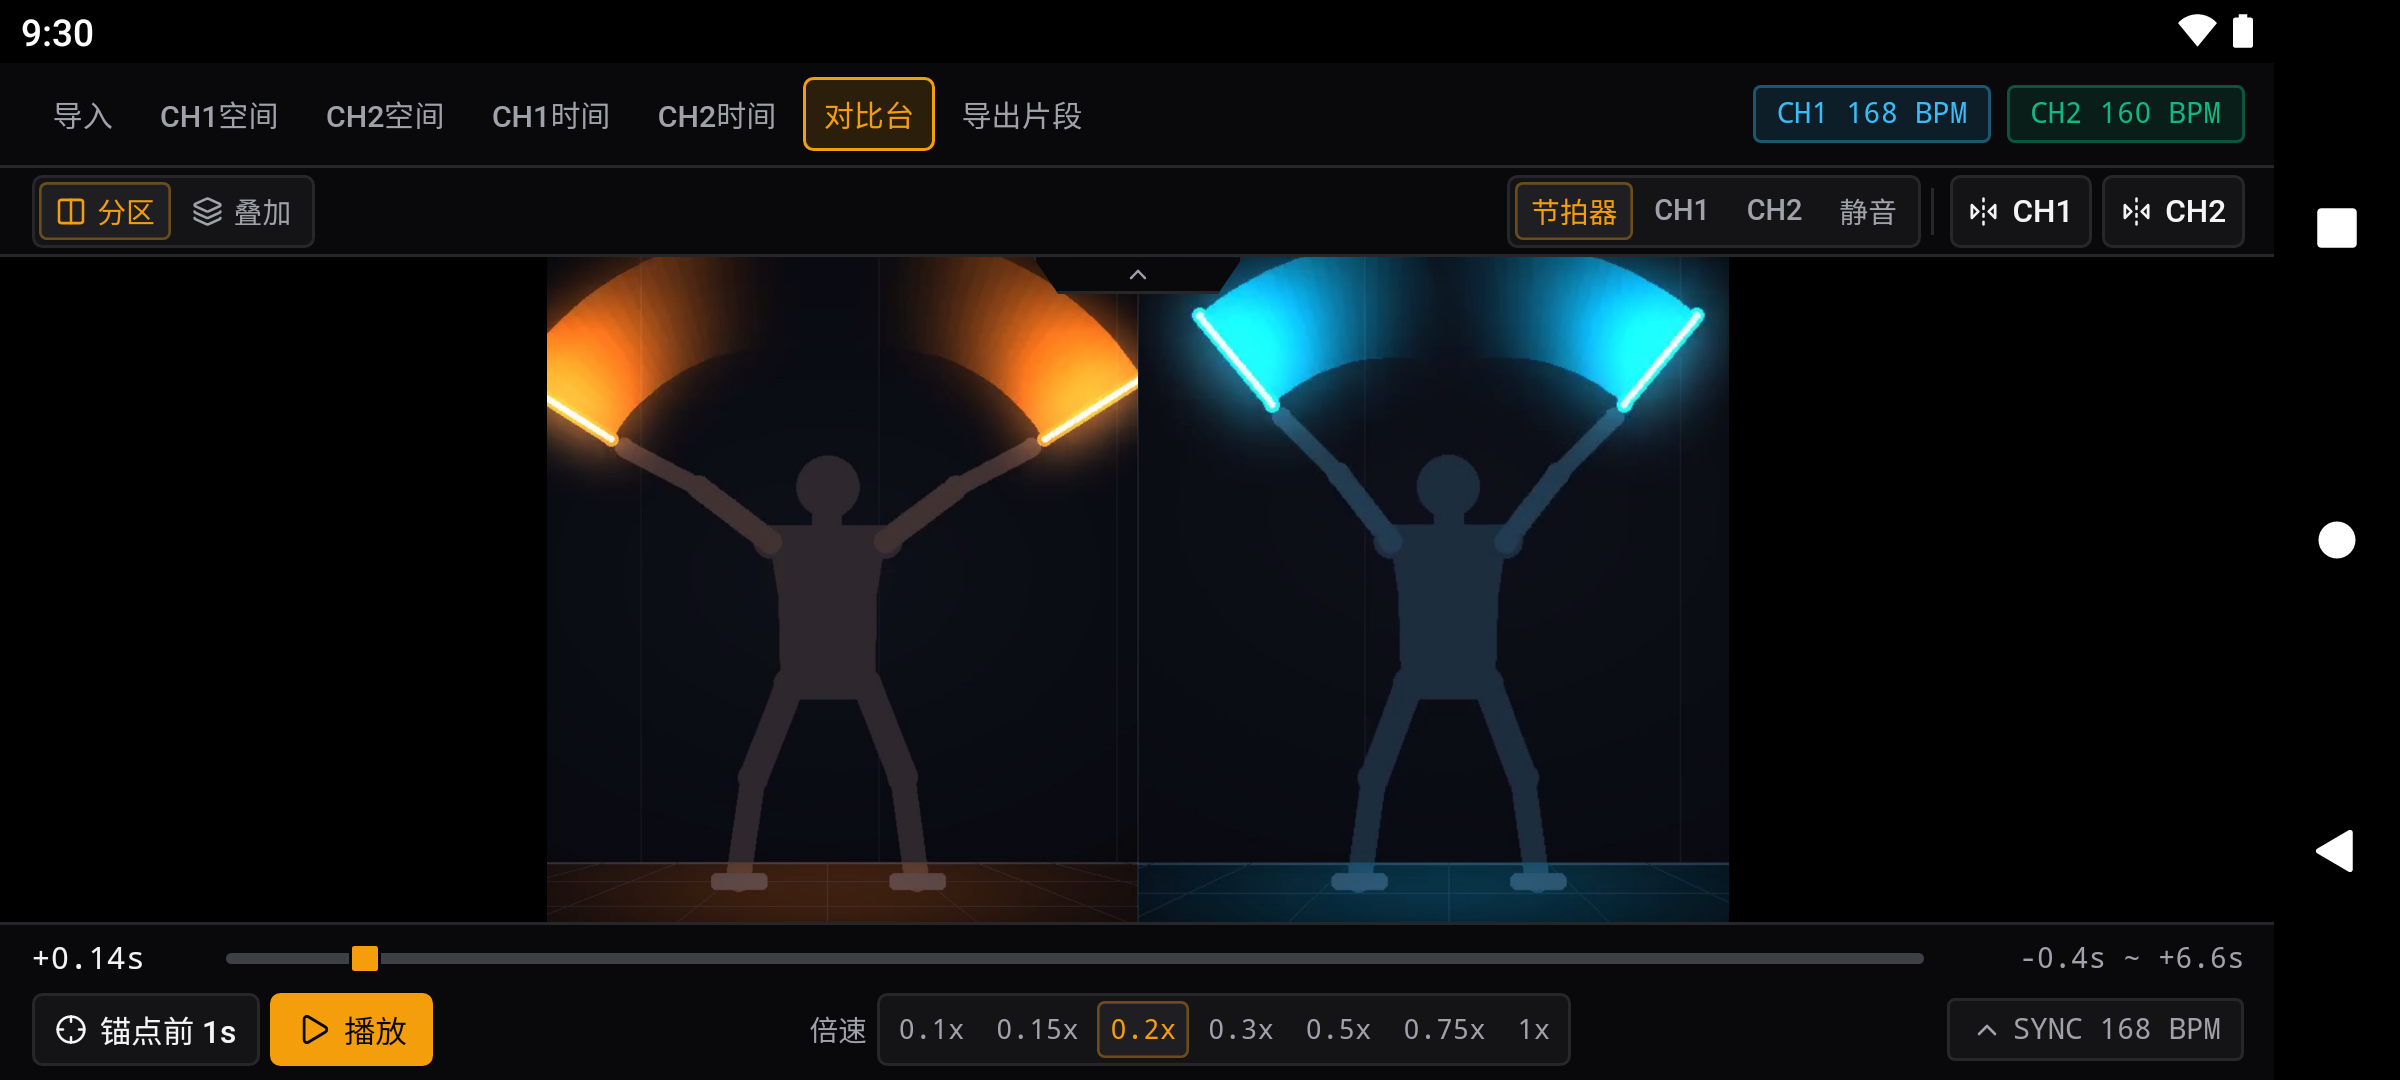 9:30
导入 CH1空间 CH2空间 CH1时间 CH2时间 对比台 导出片段 CH1 168 BPM CH2 160 BPM
分区 叠加 节拍器 CH1 CH2 静音 CH1 CH2
+0.14s -0.4s ~ +6.6s
锚点前 1s 播放 倍速 0.1x 0.15x 0.2x 0.3x 0.5x 0.75x 1x SYNC 168 BPM